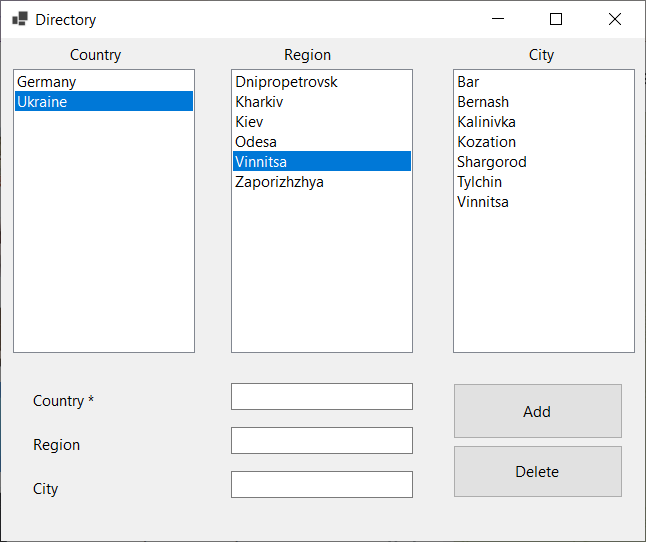 Directory
Country
Region
City
Germany
Ukraine
Dnipropetrovsk
Kharkiv
Kiev
Odesa
Vinnitsa
Zaporizhzhya
Bar
Bernash
Kalinivka
Kozation
Shargorod
Tylchin
Vinnitsa
Country *
Region
City
Add
Delete